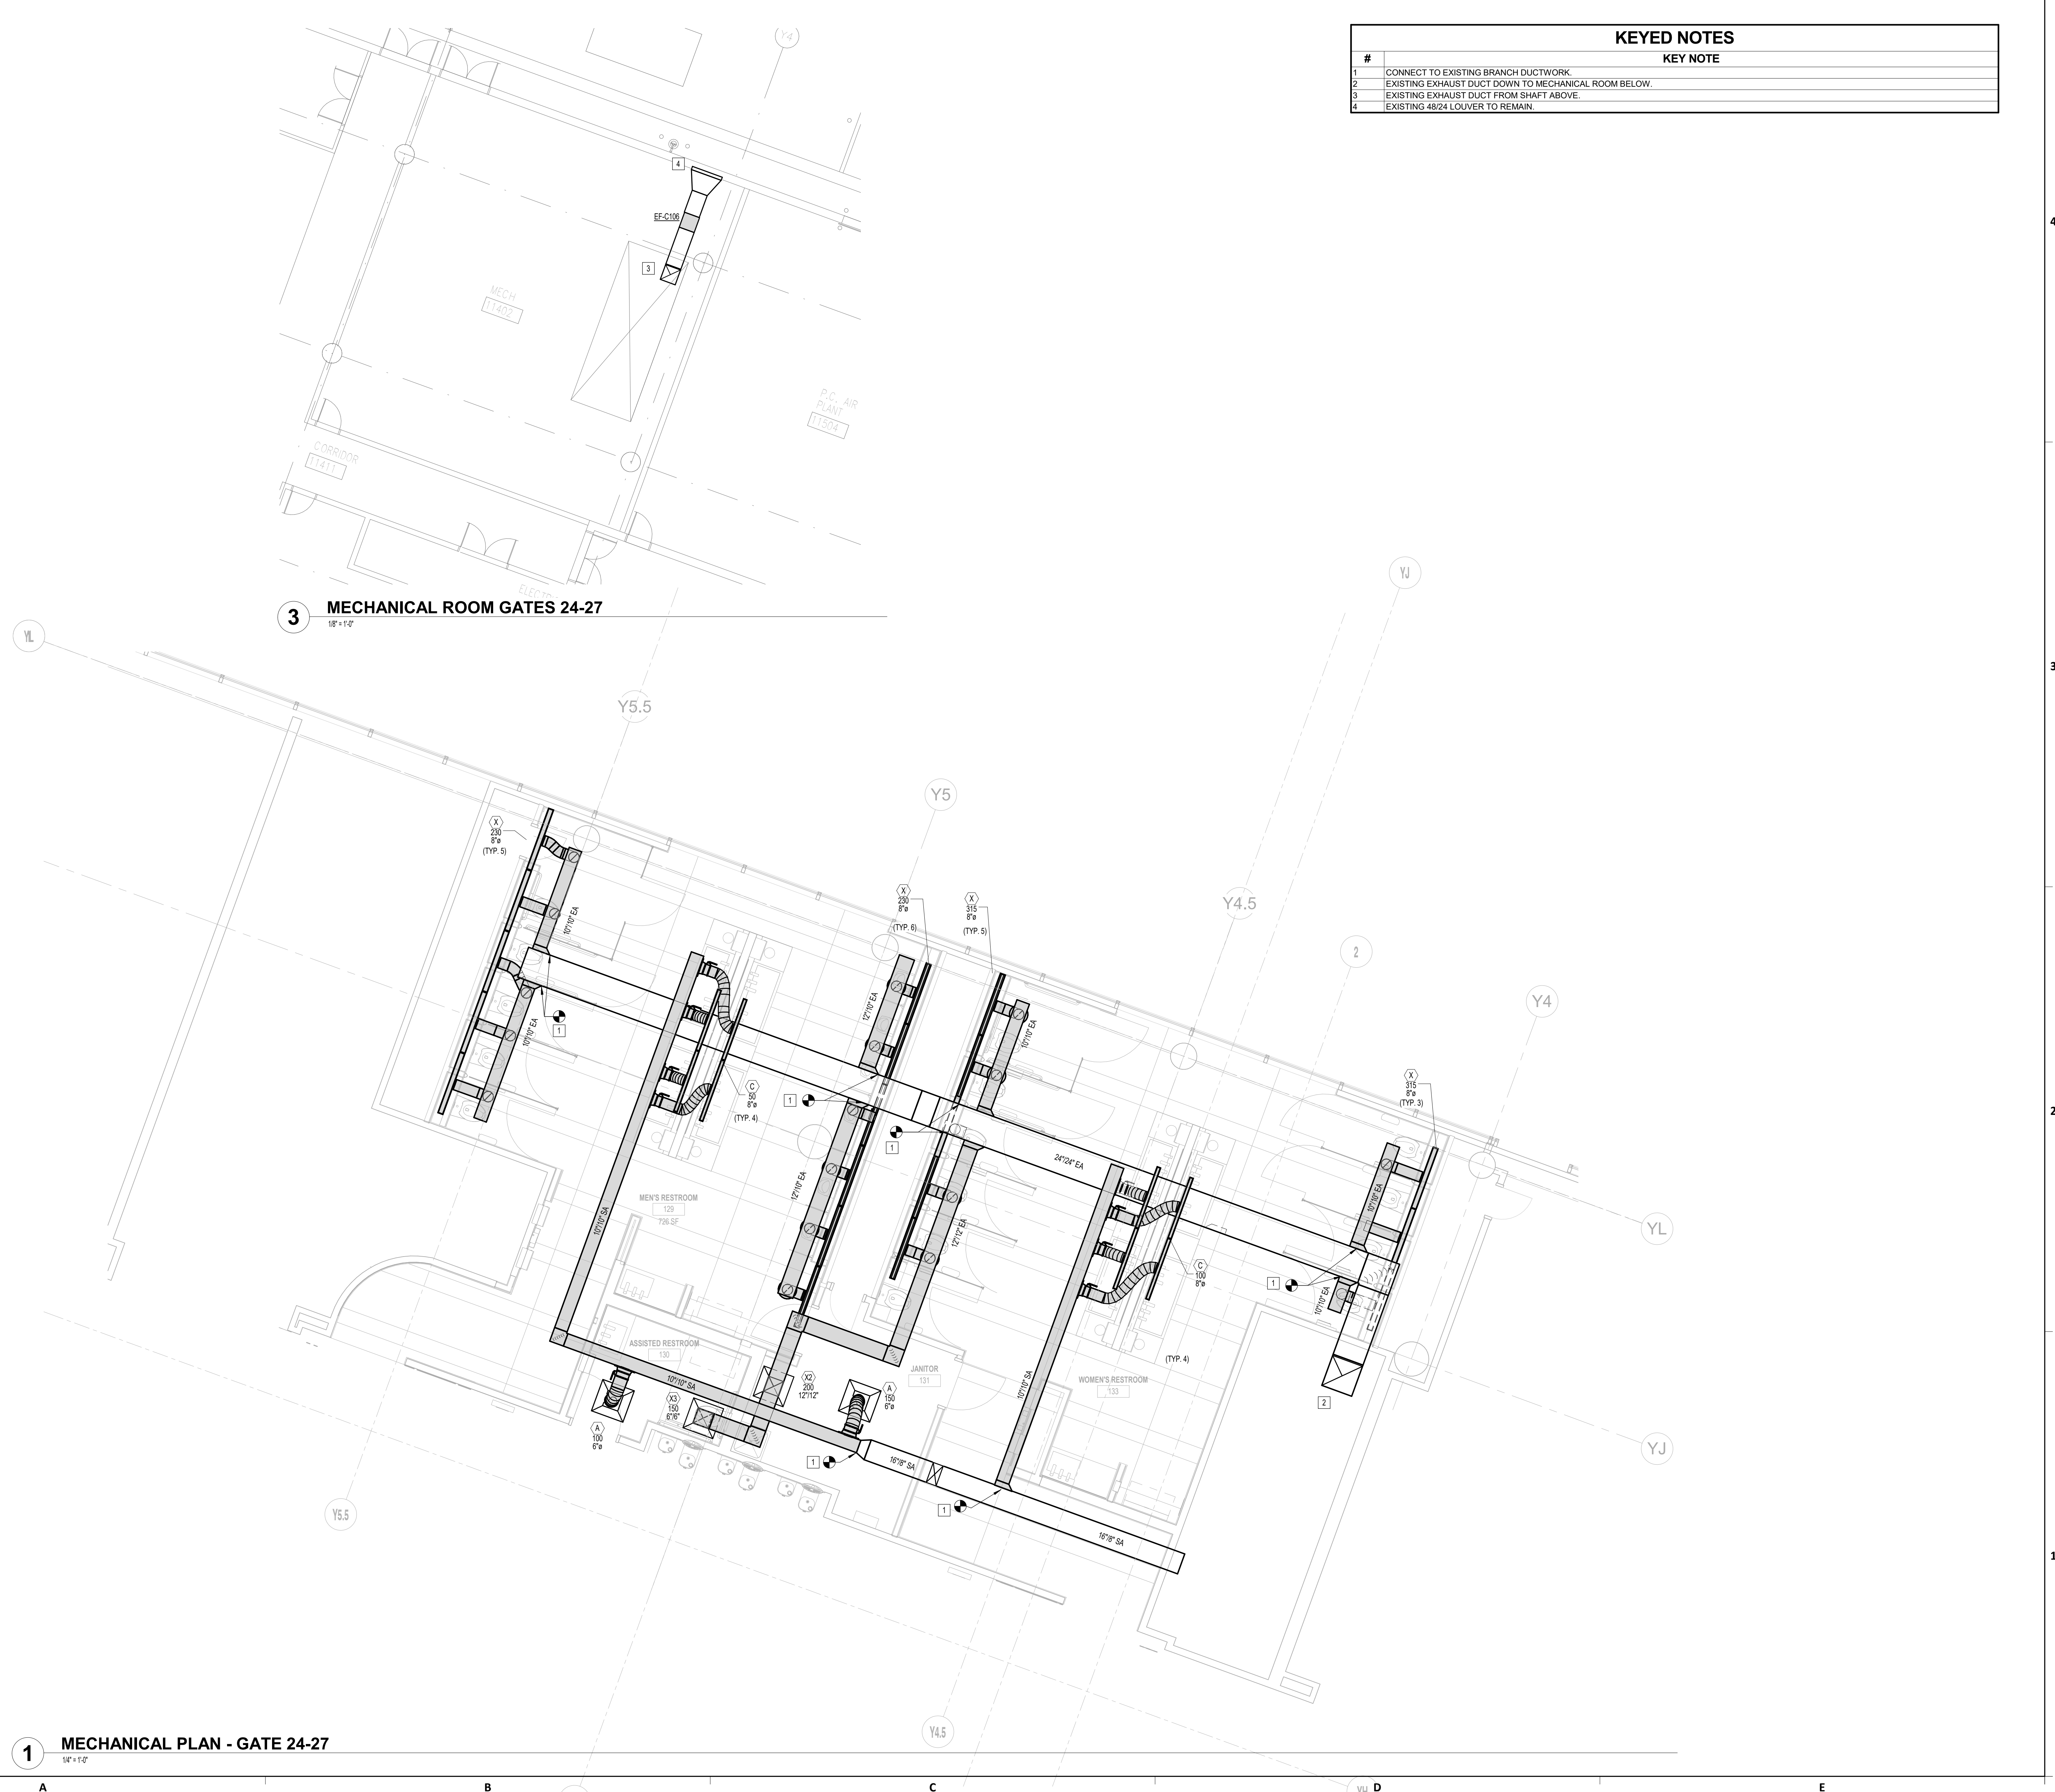 KEYED NOTES
# KEY NOTE
1 CONNECT TO EXISTING BRANCH DUCTWORK.
2 EXISTING EXHAUST DUCT DOWN TO MECHANICAL ROOM BELOW.
3 EXISTING EXHAUST DUCT FROM SHAFT ABOVE.
4 EXISTING 48/24 LOUVER TO REMAIN.
Y4
4
EF-C106
3
MECH
11402
P.C. AIR
PLANT
11504
CORRIDOR
11411
3
MECHANICAL ROOM GATES 24-27
1/8" = 1'-0"
4
3
2
1
YJ
YL
Y5.5
Y5
Y4.5
2
Y4
X
230
8"ø
(TYP. 5)
X
230
8"ø
(TYP. 6)
X
315
8"ø
(TYP. 5)
X
315
8"ø
(TYP. 3)
10"/10" EA
10"/10" EA
1
12"/10" EA
10"/10" EA
C
50
8"ø
(TYP. 4)
1
1
24"/24" EA
12"/10" EA
12"/12" EA
10"/10" EA
10"/10" EA
YL
MEN'S RESTROOM
129
726 SF
10"/10" SA
C
100
8"ø
(TYP. 4)
1
ASSISTED RESTROOM
130
JANITOR
131
WOMEN'S RESTROOM
133
10"/10" SA
10"/10" SA
X2
200
12"/12"
X3
150
6"/6"
A
150
6"ø
A
100
6"ø
2
YJ
1
16"/8" SA
1
16"/8" SA
Y5.5
Y4.5
1
MECHANICAL PLAN - GATE 24-27
1/4" = 1'-0"
A
B
C
D
E